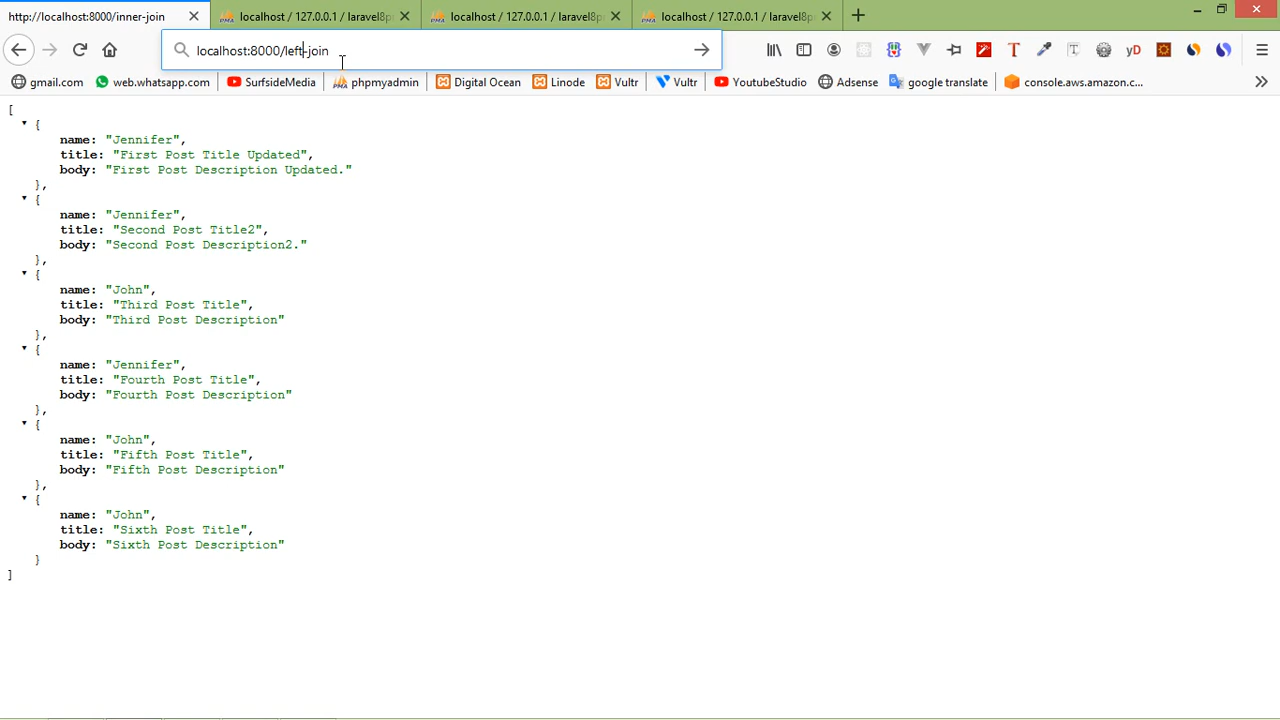 http://localhost:8000/inner-join
localhost / 127.0.0.1 / laravel8p
localhost / 127.0.0.1 / laravel8p
localhost / 127.0.0.1 / laravel8p
localhost:8000/left-join
gmail.com
web.whatsapp.com
SurfsideMedia
phpmyadmin
Digital Ocean
Linode
Vultr
Vultr
YoutubeStudio
Adsense
google translate
console.aws.amazon.c...
[
{
name: "Jennifer",
title: "First Post Title Updated",
body: "First Post Description Updated."
},
{
name: "Jennifer",
title: "Second Post Title2",
body: "Second Post Description2."
},
{
name: "John",
title: "Third Post Title",
body: "Third Post Description"
},
{
name: "Jennifer",
title: "Fourth Post Title",
body: "Fourth Post Description"
},
{
name: "John",
title: "Fifth Post Title",
body: "Fifth Post Description"
},
{
name: "John",
title: "Sixth Post Title",
body: "Sixth Post Description"
}
]